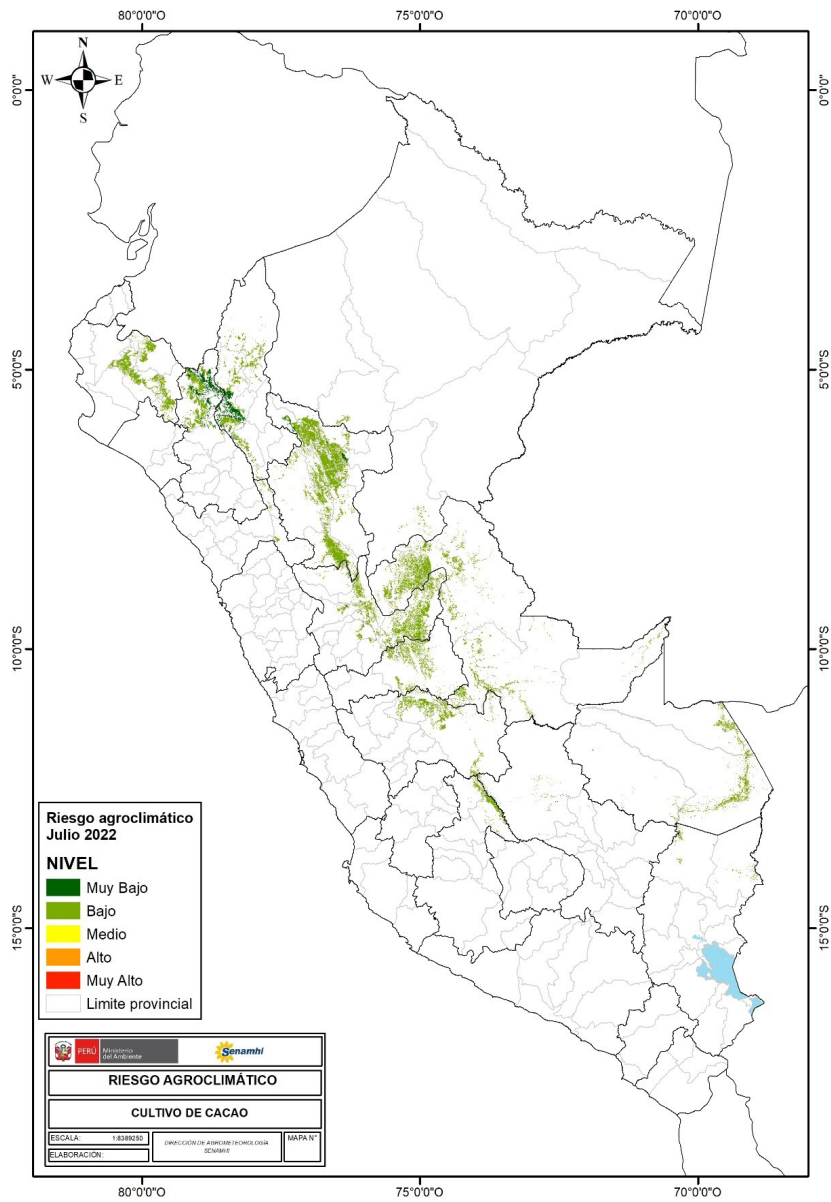 80°0'0"O
75°0'0"O
70°0'0"O
N
W
E
S
0°0'0"
0°0'0"
5°0'0"S
5°0'0"S
10°0'0"S
10°0'0"S
15°0'0"S
15°0'0"S
Riesgo agroclimático
Julio 2022
NIVEL
Muy Bajo
Bajo
Medio
Alto
Muy Alto
Limite provincial
PERÚ
Ministerio
del Ambiente
Senamhi
RIESGO AGROCLIMÁTICO
CULTIVO DE CACAO
ESCALA: 1:8389250
DIRECCIÓN DE AGROMETEOROLOGÍA
SENAMHI
MAPA N°
ELABORACIÓN:
80°0'0"O
75°0'0"O
70°0'0"O